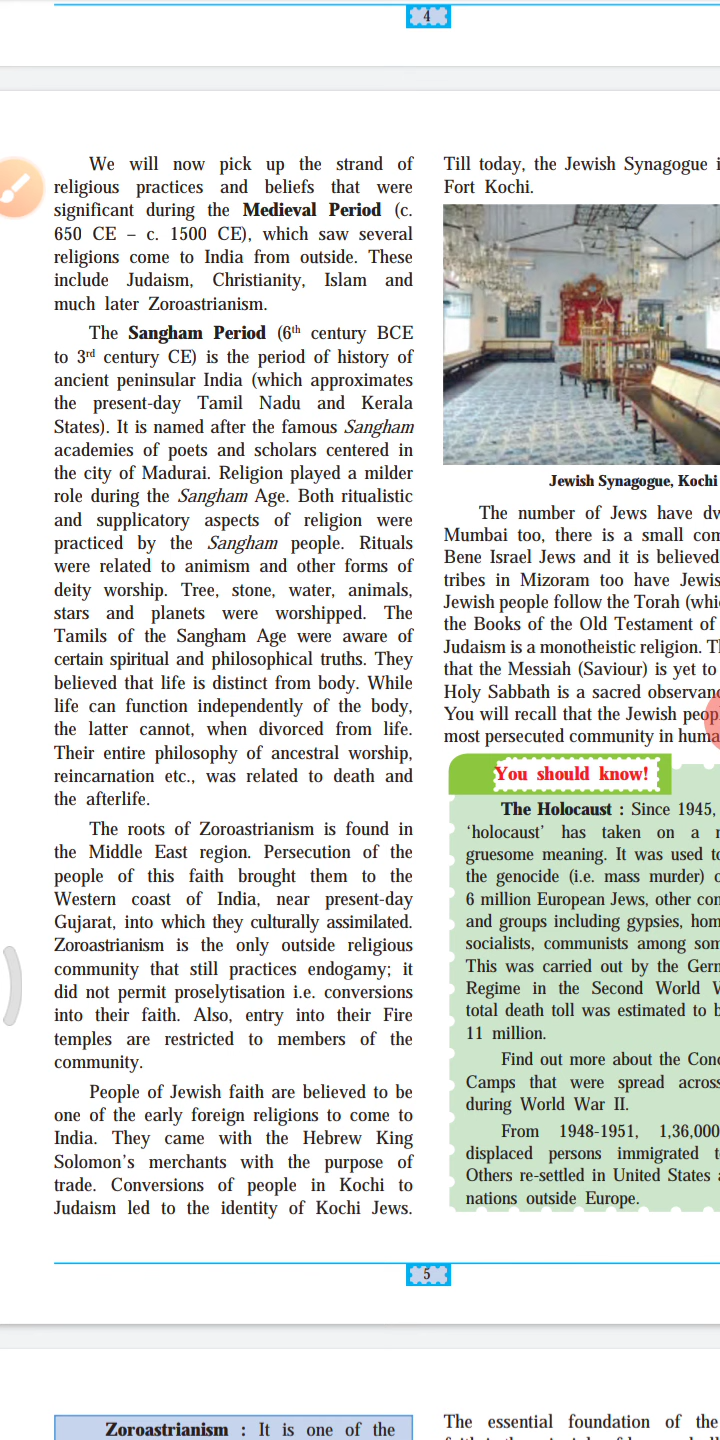 4
We will now pick up the strand of
religious practices and beliefs that were
significant during the Medieval Period (c.
650 CE – c. 1500 CE), which saw several
religions come to India from outside. These
include Judaism, Christianity, Islam and
much later Zoroastrianism.
The Sangham Period (6th century BCE
to 3rd century CE) is the period of history of
ancient peninsular India (which approximates
the present-day Tamil Nadu and Kerala
States). It is named after the famous Sangham
academies of poets and scholars centered in
the city of Madurai. Religion played a milder
role during the Sangham Age. Both ritualistic
and supplicatory aspects of religion were
practiced by the Sangham people. Rituals
were related to animism and other forms of
deity worship. Tree, stone, water, animals,
stars and planets were worshipped. The
Tamils of the Sangham Age were aware of
certain spiritual and philosophical truths. They
believed that life is distinct from body. While
life can function independently of the body,
the latter cannot, when divorced from life.
Their entire philosophy of ancestral worship,
reincarnation etc., was related to death and
the afterlife.
The roots of Zoroastrianism is found in
the Middle East region. Persecution of the
people of this faith brought them to the
Western coast of India, near present-day
Gujarat, into which they culturally assimilated.
Zoroastrianism is the only outside religious
community that still practices endogamy; it
did not permit proselytisation i.e. conversions
into their faith. Also, entry into their Fire
temples are restricted to members of the
community.
People of Jewish faith are believed to be
one of the early foreign religions to come to
India. They came with the Hebrew King
Solomon's merchants with the purpose of
trade. Conversions of people in Kochi to
Judaism led to the identity of Kochi Jews.
Till today, the Jewish Synagogue
Fort Kochi.
Jewish Synagogue, Kochi
The number of Jews have
Mumbai too, there is a small
Bene Israel Jews and it is believed
tribes in Mizoram too have
Jewish people follow the Torah
the Books of the Old Testament of
Judaism is a monotheistic religion.
that the Messiah (Saviour) is yet to
Holy Sabbath is a sacred
You will recall that the Jewish
most persecuted community in
You should know!
The Holocaust : Since 1945,
'holocaust' has taken on a
gruesome meaning. It was used
the genocide (i.e. mass murder)
6 million European Jews, other
and groups including gypsies,
socialists, communists among
This was carried out by the
Regime in the Second World
total death toll was estimated to
11 million.
Find out more about the
Camps that were spread across
during World War II.
From 1948-1951, 1,36,000
displaced persons immigrated
Others re-settled in United States
nations outside Europe.
5
Zoroastrianism : It is one of the
The essential foundation of the